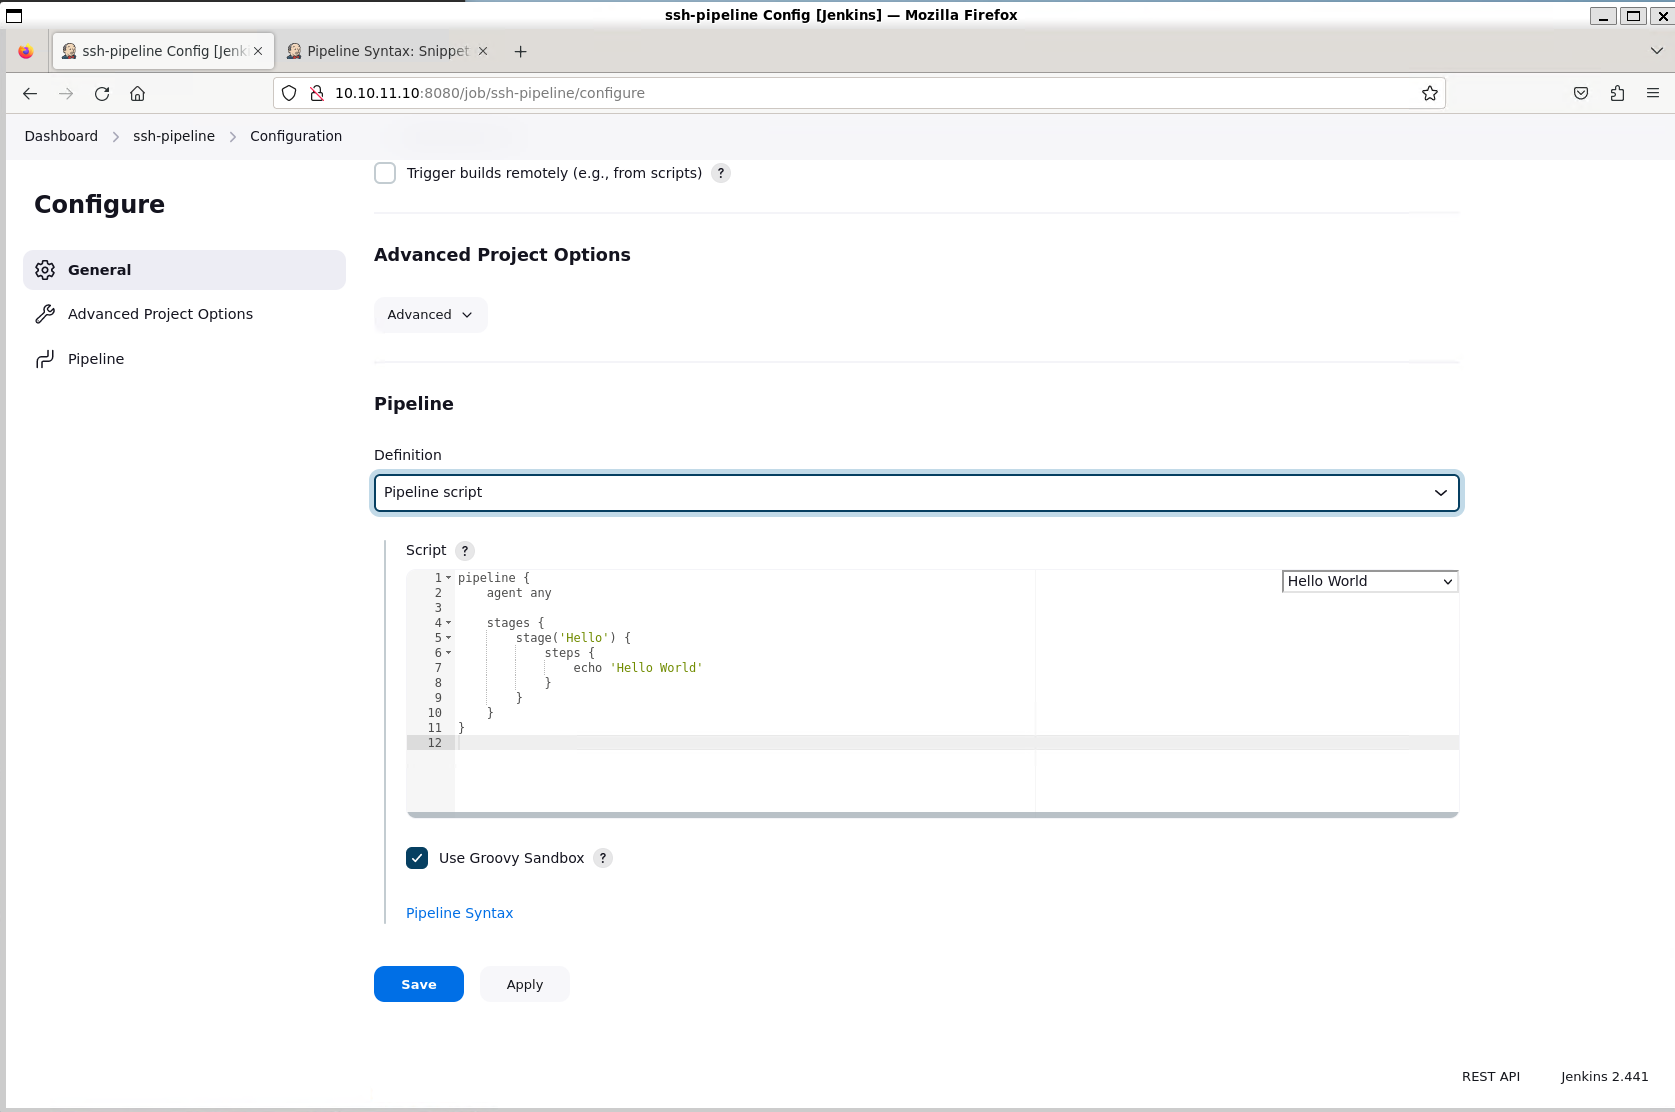 ssh-pipeline Config [Jenkins] — Mozilla Firefox
ssh-pipeline Config [Jenki
Pipeline Syntax: Snippet
10.10.11.10:8080/job/ssh-pipeline/configure
Dashboard
ssh-pipeline
Configuration
Configure
General
Advanced Project Options
Pipeline
Trigger builds remotely (e.g., from scripts) ?
Advanced Project Options
Advanced
Pipeline
Definition
Pipeline script
Script ?
Hello World
1 pipeline {
2     agent any
3
4     stages {
5         stage('Hello') {
6             steps {
7                 echo 'Hello World'
8             }
9         }
10     }
11 }
12
Use Groovy Sandbox ?
Pipeline Syntax
Save
Apply
REST API
Jenkins 2.441